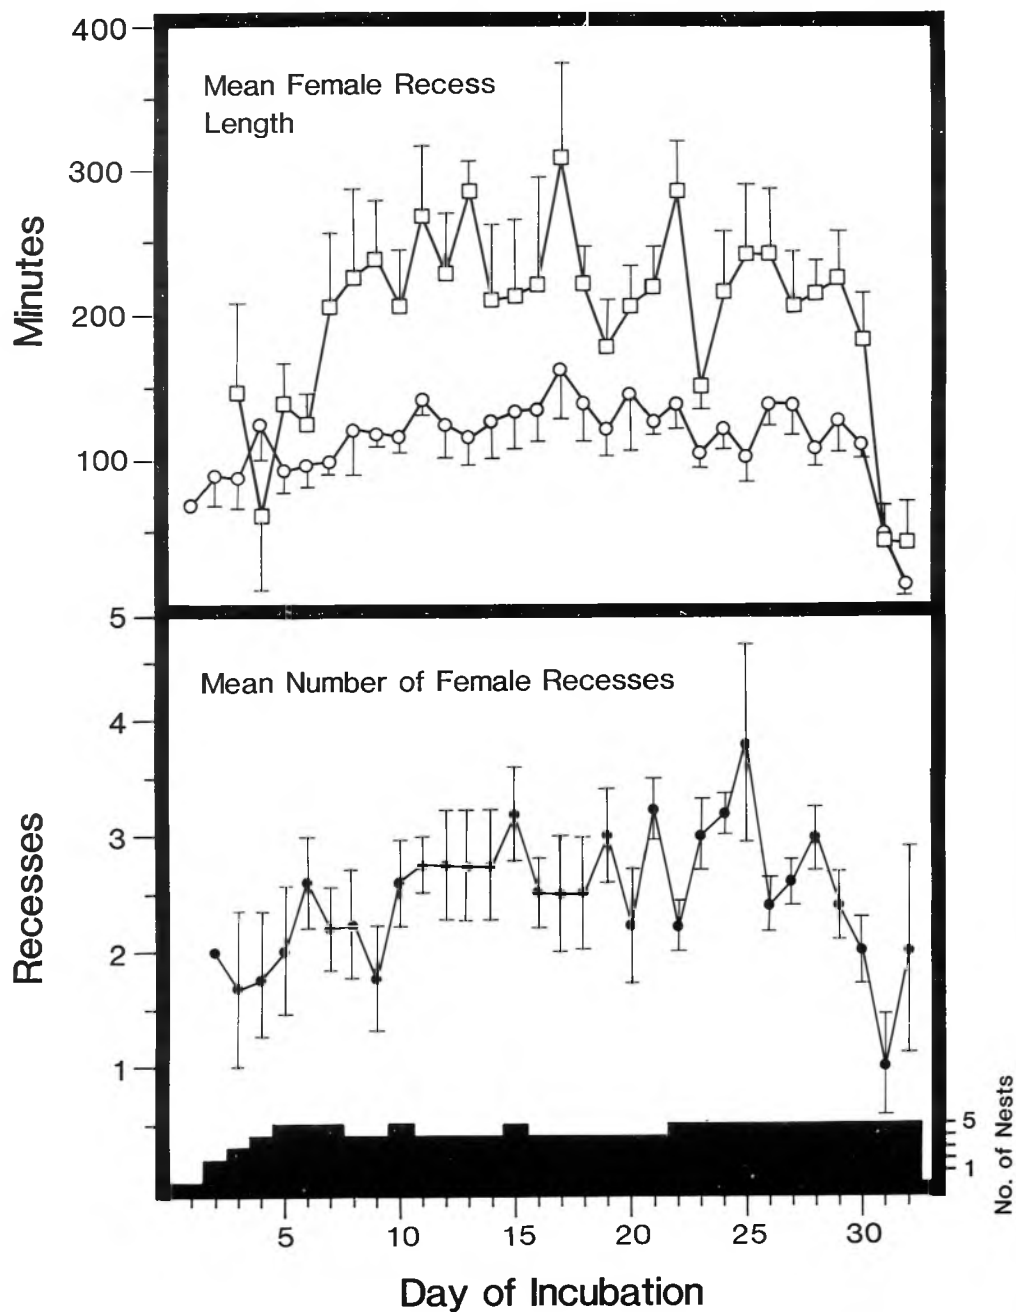 400
Mean Female Recess
Length
300
200
100
Minutes
5
Mean Number of Female Recesses
4
3
2
1
Recesses
5
1
No. of Nests
5 10 15 20 25 30
Day of Incubation